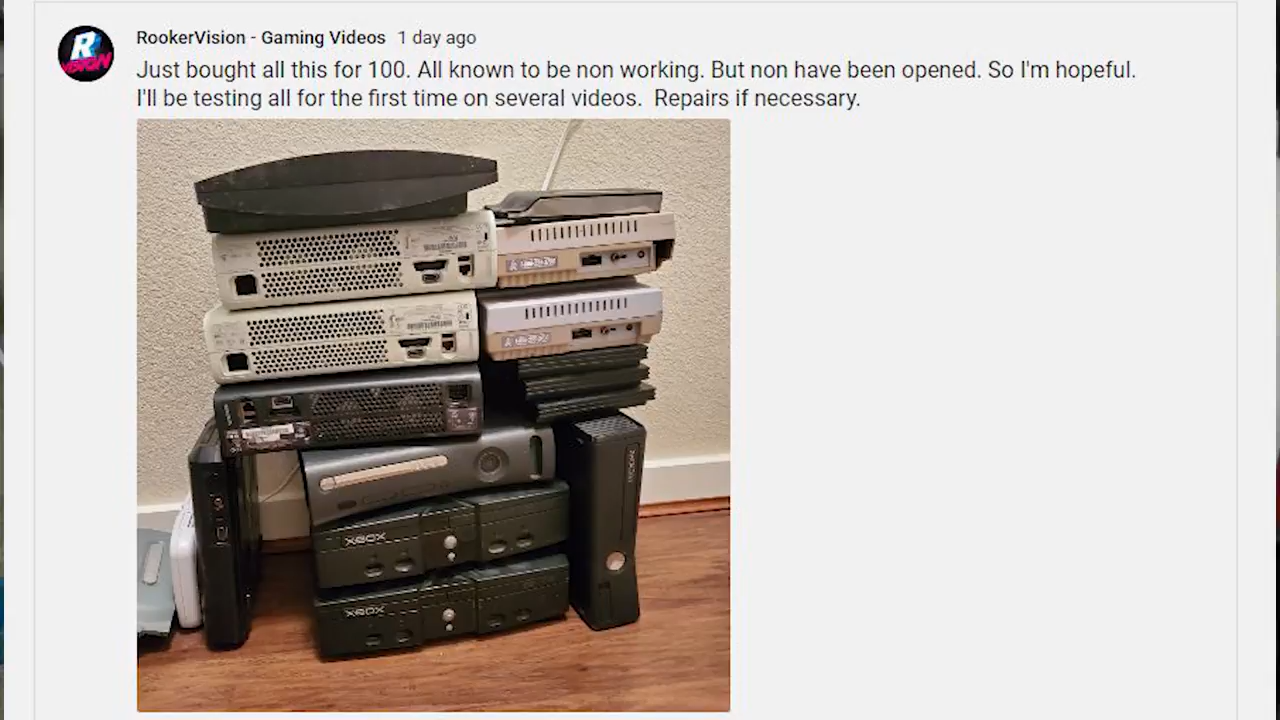 RookerVision - Gaming Videos 1 day ago
Just bought all this for 100. All known to be non working. But non have been opened. So I'm hopeful.
I'll be testing all for the first time on several videos. Repairs if necessary.
R
VISION
XBOX
XBOX
XBOX